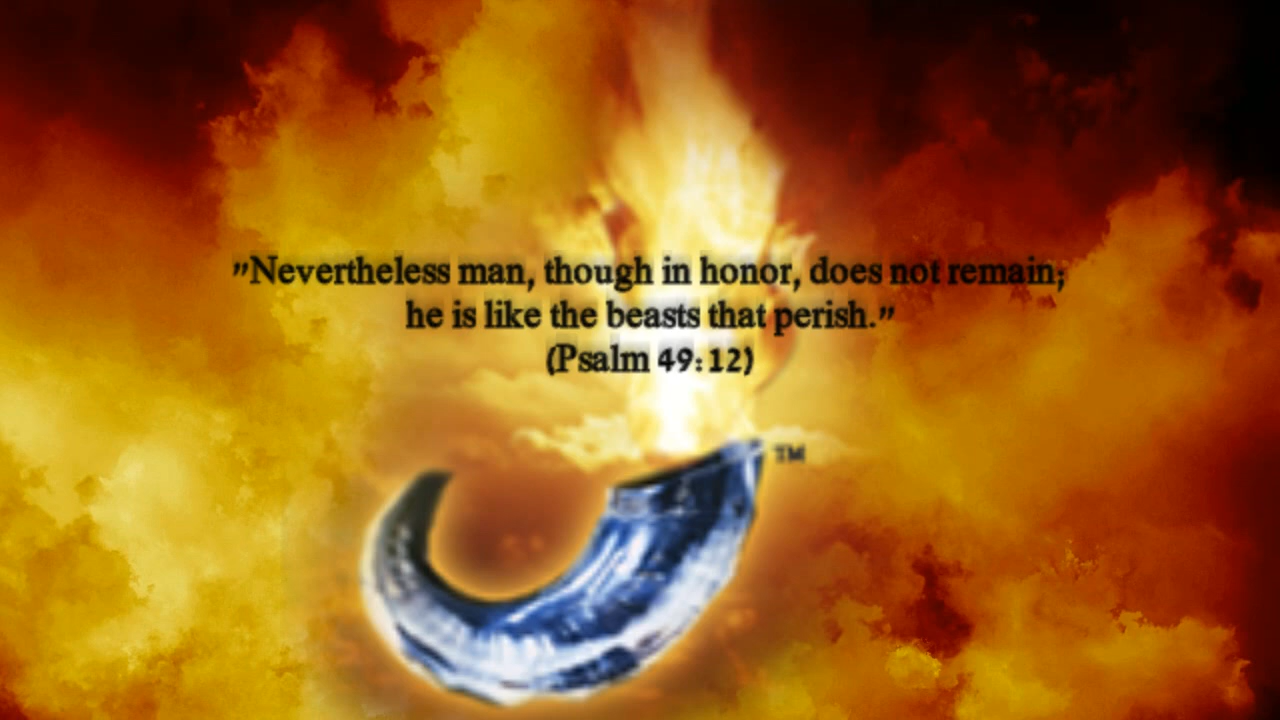 "Nevertheless man, though in honor, does not remain;
he is like the beasts that perish."
(Psalm 49:12)
TM